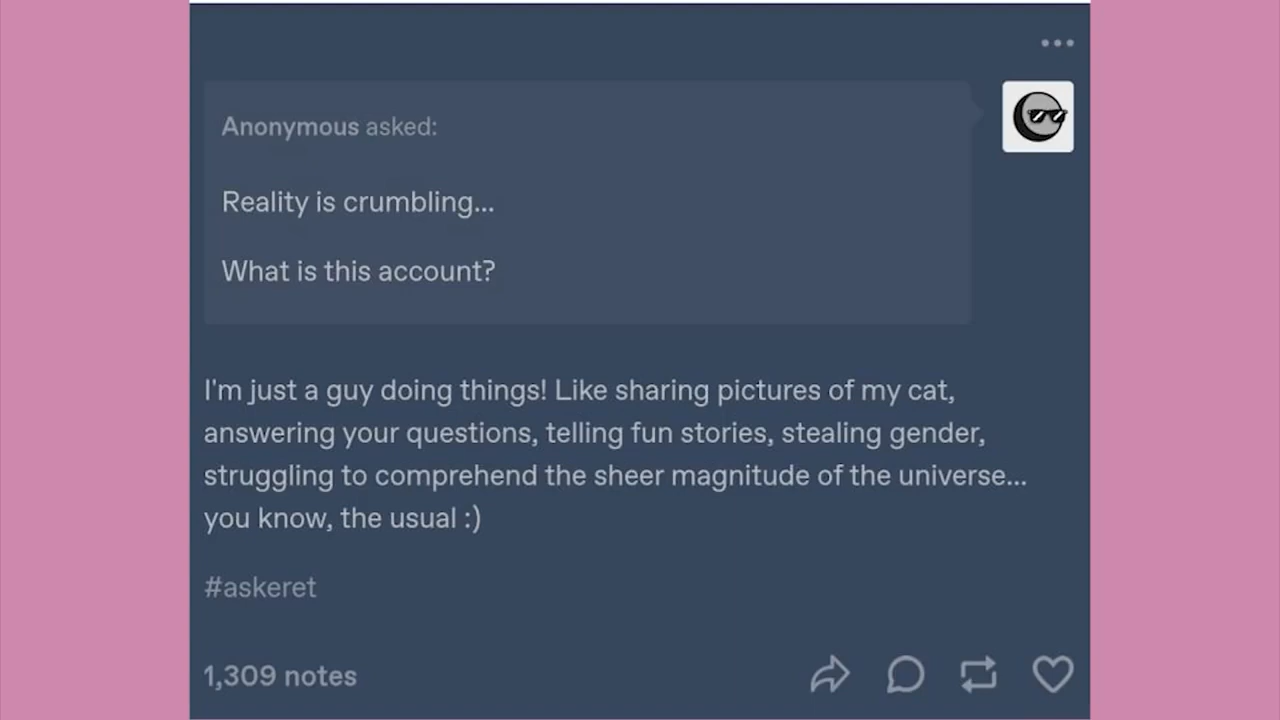 Anonymous asked:
Reality is crumbling...
What is this account?
I'm just a guy doing things! Like sharing pictures of my cat,
answering your questions, telling fun stories, stealing gender,
struggling to comprehend the sheer magnitude of the universe...
you know, the usual :)
#askeret
1,309 notes